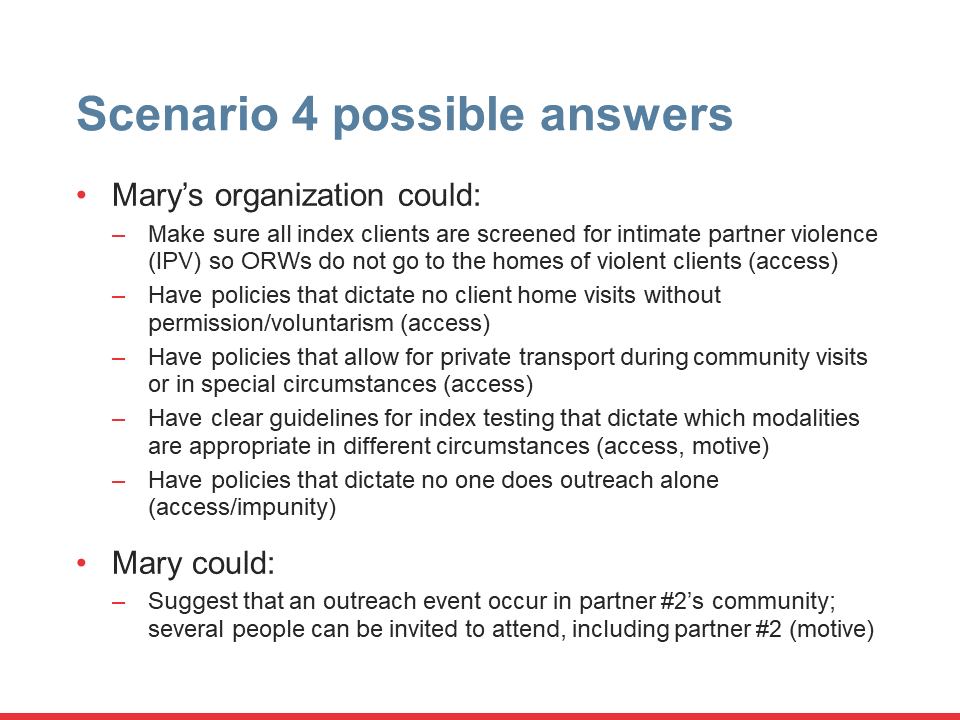 Scenario 4 possible answers
• Mary’s organization could:
– Make sure all index clients are screened for intimate partner violence
(IPV) so ORWs do not go to the homes of violent clients (access)
– Have policies that dictate no client home visits without
permission/voluntarism (access)
– Have policies that allow for private transport during community visits
or in special circumstances (access)
– Have clear guidelines for index testing that dictate which modalities
are appropriate in different circumstances (access, motive)
– Have policies that dictate no one does outreach alone
(access/impunity)
• Mary could:
– Suggest that an outreach event occur in partner #2’s community;
several people can be invited to attend, including partner #2 (motive)